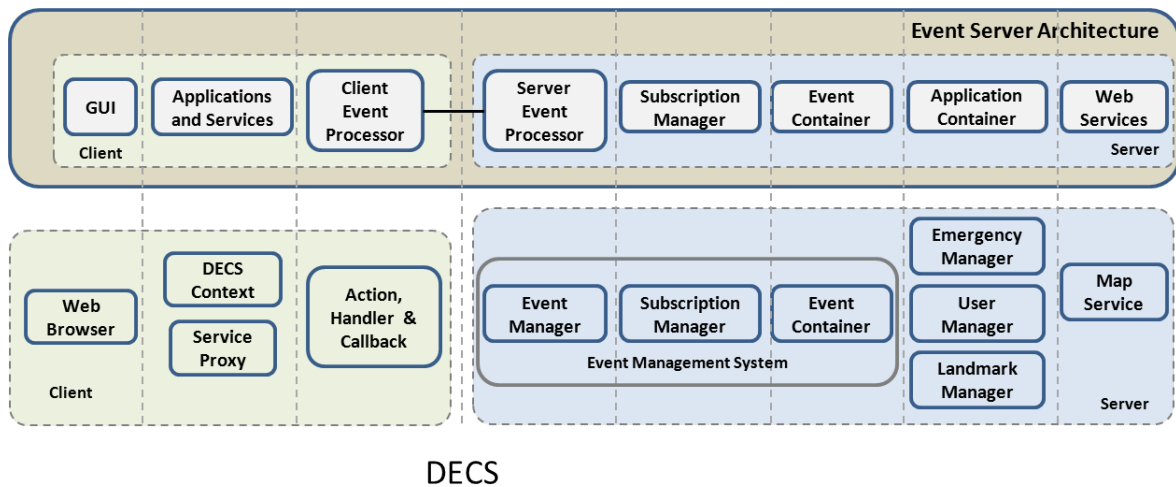 Event Server Architecture
GUI
Applications
and Services
Client
Event
Processor
Client
Server
Event
Processor
Subscription
Manager
Event
Container
Application
Container
Web
Services
Server
Web
Browser
DECS
Context
Service
Proxy
Action,
Handler &
Callback
Client
Event
Manager
Subscription
Manager
Event
Container
Event Management System
Emergency
Manager
User
Manager
Landmark
Manager
Map
Service
Server
DECS